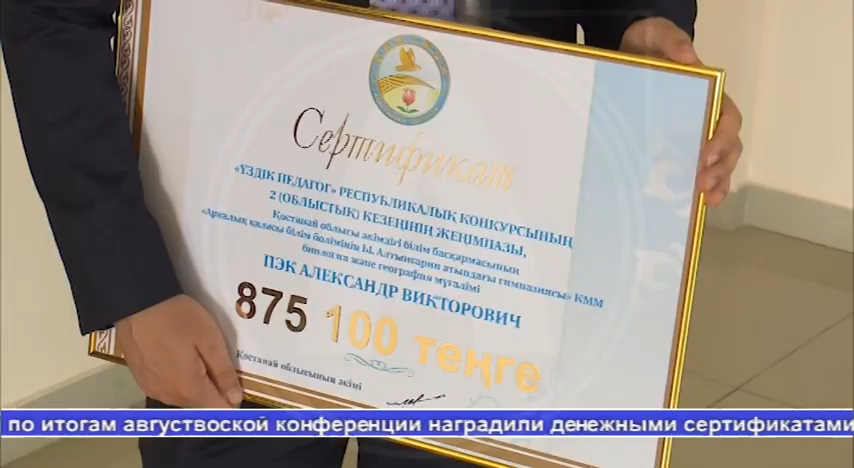 Сертификат
«ҮЗДІК ПЕДАГОГ» РЕСПУБЛИКАЛЫҚ КОНКУРСЫНЫҢ
2 (ОБЛЫСТЫҚ) КЕЗЕҢІНІҢ ЖЕҢІМПАЗЫ,
Қостанай облысы әкімдігі білім басқармасының
«Арқалық қаласы білім бөлімінің Ы. Алтынсарин атындағы гимназиясы» КММ
биология және география мұғалімі
ПЭК АЛЕКСАНДР ВИКТОРОВИЧ
875 100 теңге
Қостанай облысының әкімі
по итогам августвоской конференции наградили денежными сертификатами